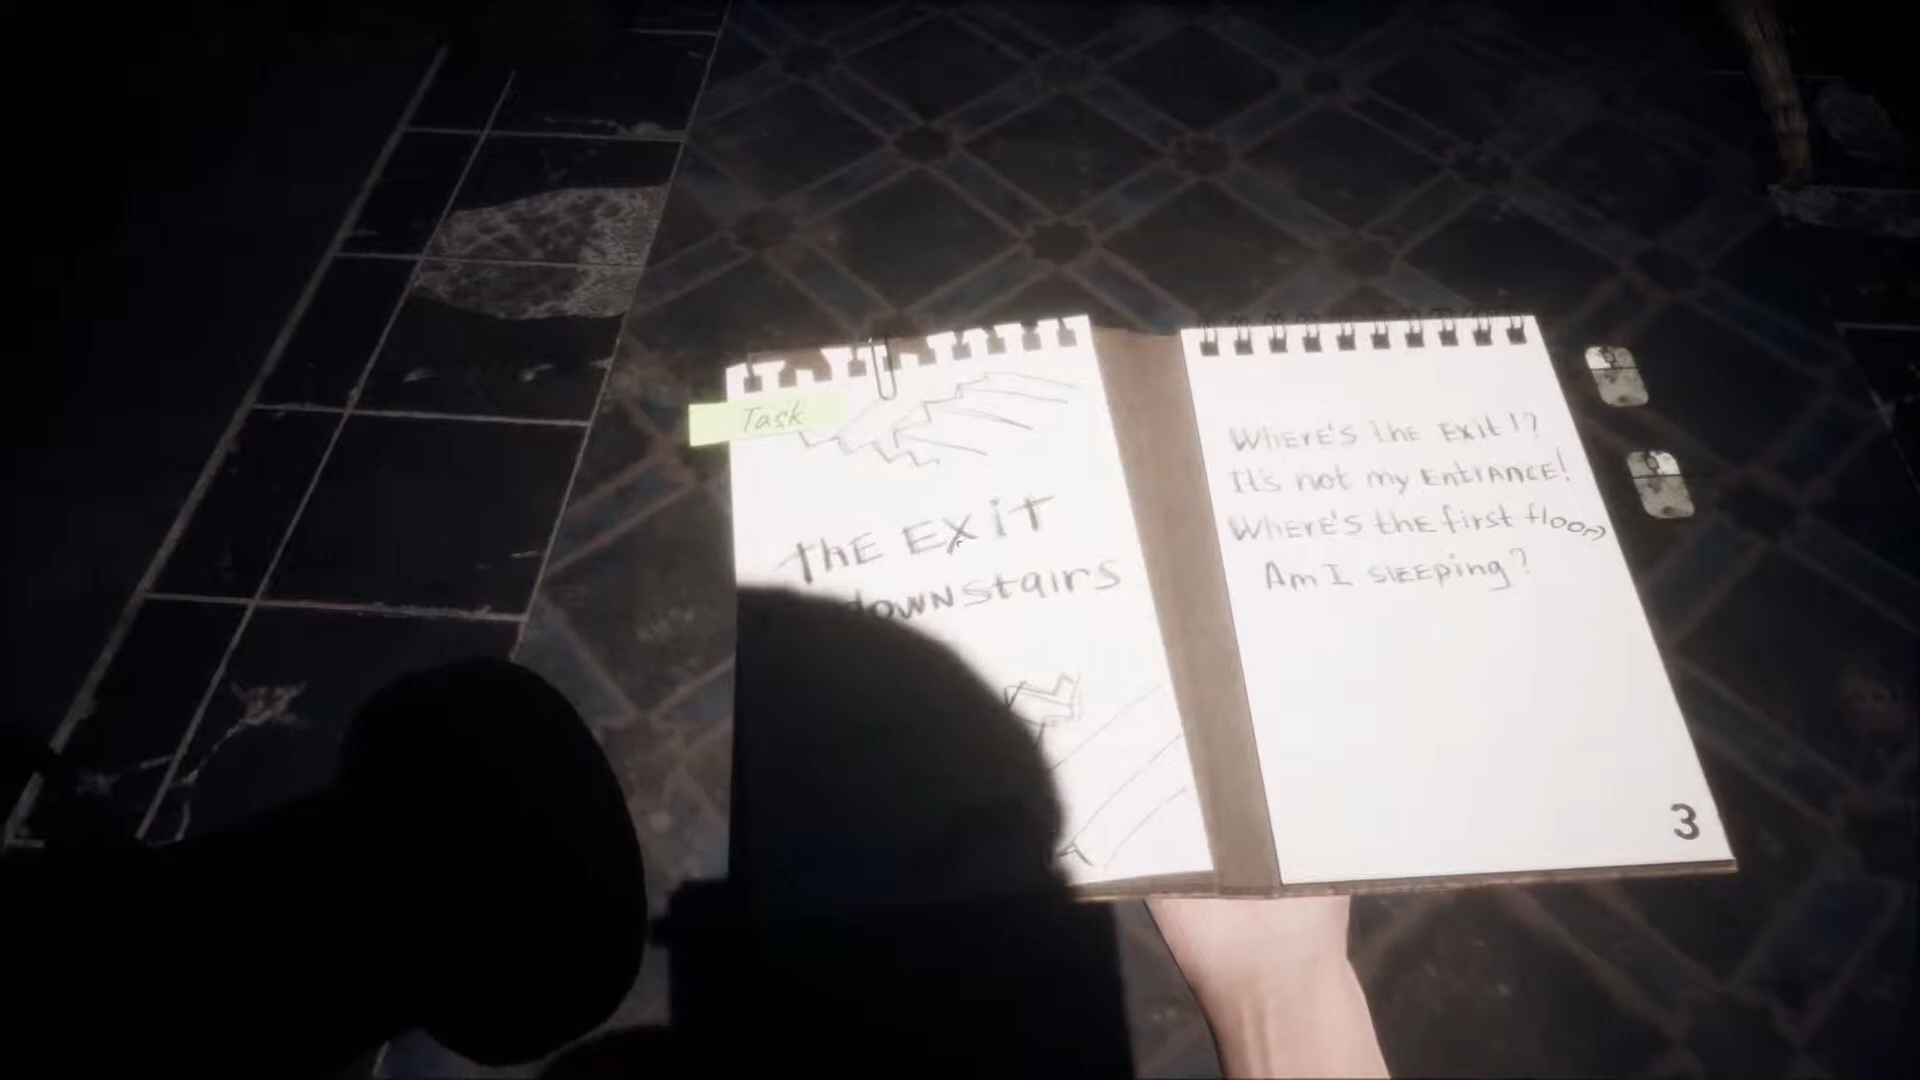 Task
The Exit
downstairs
Where's the Exit!?
It's not my Entrance!
Where's the first floor?
Am I sleeping?
3